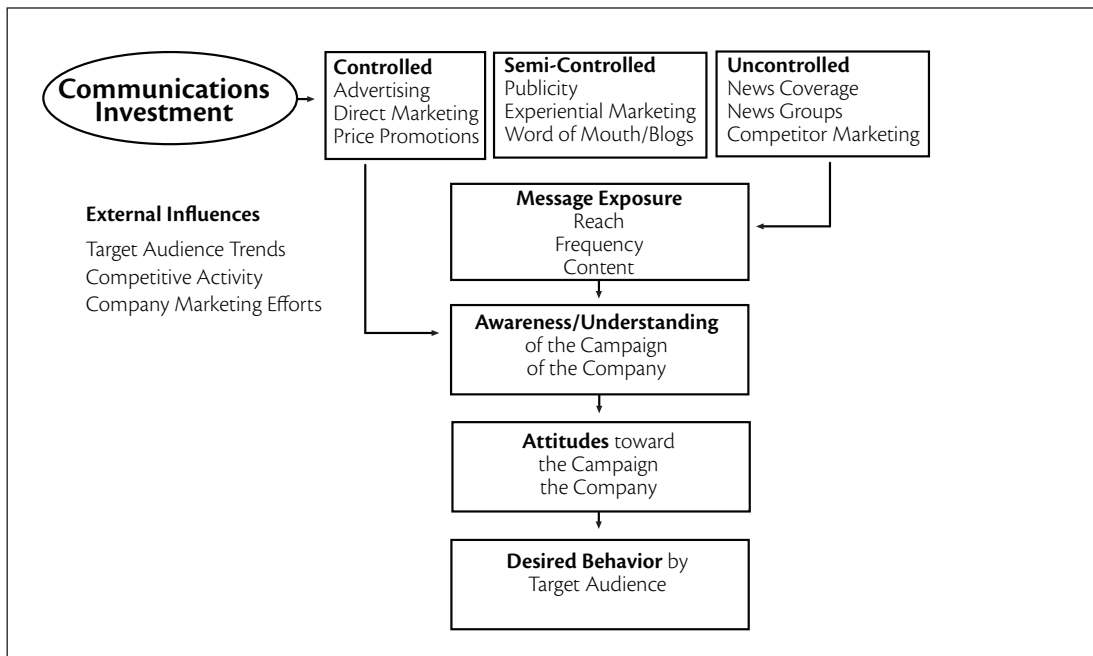 Communications
Investment
Controlled
Advertising
Direct Marketing
Price Promotions
Semi-Controlled
Publicity
Experiential Marketing
Word of Mouth/Blogs
Uncontrolled
News Coverage
News Groups
Competitor Marketing
External Influences
Target Audience Trends
Competitive Activity
Company Marketing Efforts
Message Exposure
Reach
Frequency
Content
Awareness/Understanding
of the Campaign
of the Company
Attitudes toward
the Campaign
the Company
Desired Behavior by
Target Audience